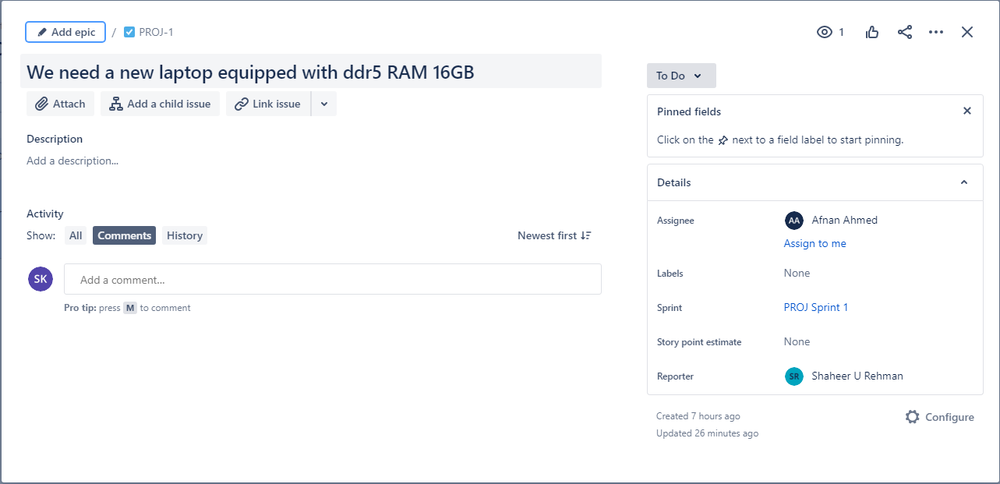 Add epic / PROJ-1
1
We need a new laptop equipped with ddr5 RAM 16GB
Attach Add a child issue Link issue
Description
Add a description...
Activity
Show: All Comments History Newest first
SK Add a comment...
Pro tip: press M to comment
To Do
Pinned fields
Click on the next to a field label to start pinning.
Details
Assignee AA Afnan Ahmed
Assign to me
Labels None
Sprint PROJ Sprint 1
Story point estimate None
Reporter SR Shaheer U Rehman
Created 7 hours ago Configure
Updated 26 minutes ago